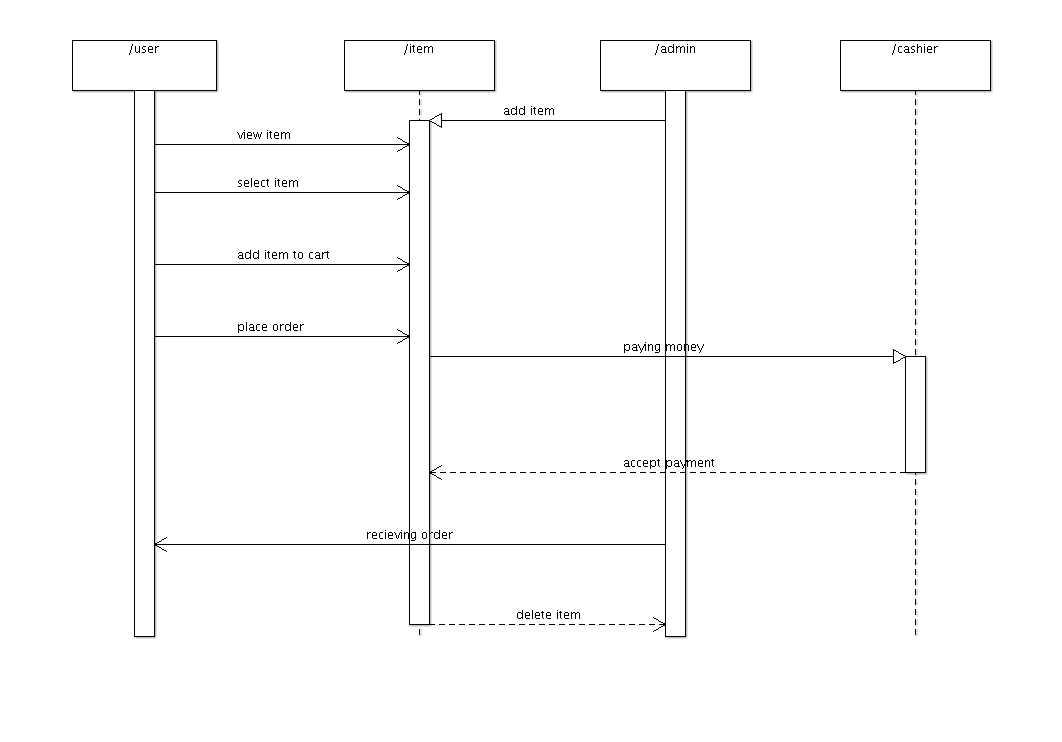 /user
/item
/admin
/cashier
add item
view item
select item
add item to cart
place order
paying money
accept payment
recieving order
delete item